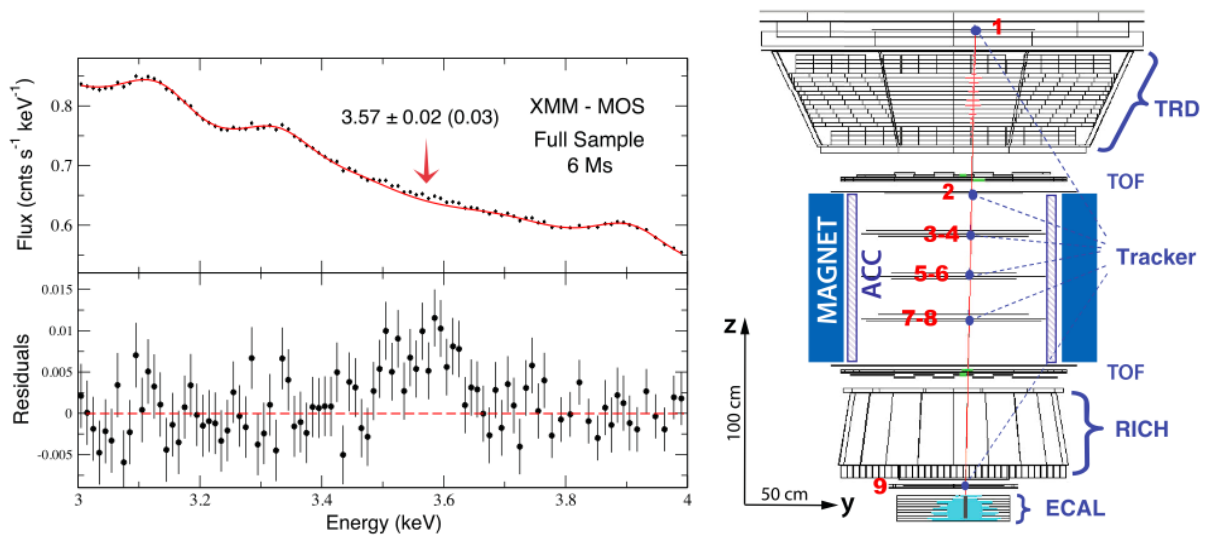 XMM - MOS
Full Sample
6 Ms
3.57 ± 0.02 (0.03)
Flux (cnts s⁻¹ keV⁻¹)
0.8
0.7
0.6
Residuals
0.015
0.01
0.005
0
-0.005
3
3.2
3.4
3.6
3.8
4
Energy (keV)
1
TRD
TOF
2
3-4
5-6
7-8
MAGNET
ACC
Tracker
z
100 cm
TOF
RICH
9
50 cm
y
ECAL